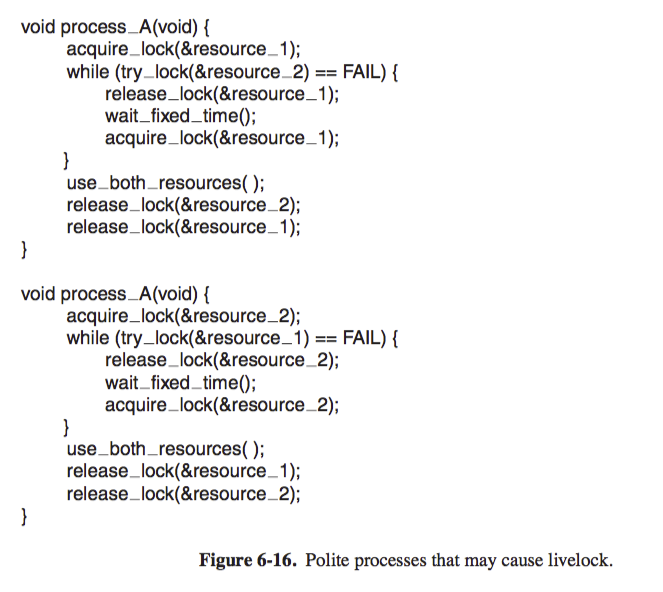 void process_A(void) {
acquire_lock(&resource_1);
while (try_lock(&resource_2) == FAIL) {
release_lock(&resource_1);
wait_fixed_time();
acquire_lock(&resource_1);
}
use_both_resources( );
release_lock(&resource_2);
release_lock(&resource_1);
}
void process_A(void) {
acquire_lock(&resource_2);
while (try_lock(&resource_1) == FAIL) {
release_lock(&resource_2);
wait_fixed_time();
acquire_lock(&resource_2);
}
use_both_resources( );
release_lock(&resource_1);
release_lock(&resource_2);
}
Figure 6-16. Polite processes that may cause livelock.